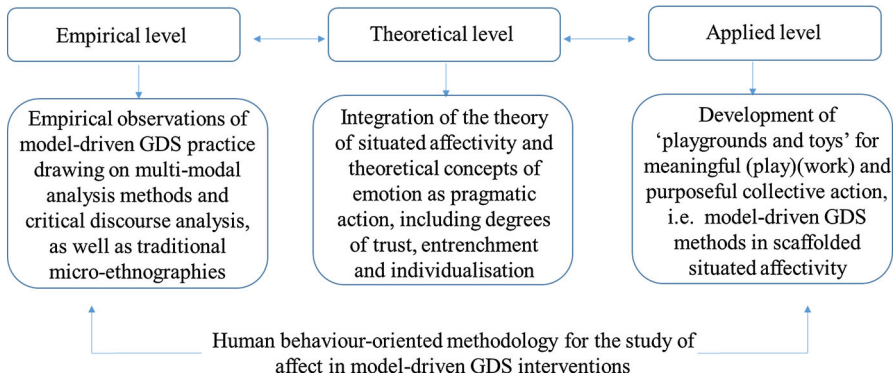 Empirical level
Theoretical level
Applied level
Empirical observations of
model-driven GDS practice
drawing on multi-modal
analysis methods and
critical discourse analysis,
as well as traditional
micro-ethnographies
Integration of the theory
of situated affectivity and
theoretical concepts of
emotion as pragmatic
action, including degrees
of trust, entrenchment
and individualisation
Development of
‘playgrounds and toys’ for
meaningful (play)(work) and
purposeful collective action,
i.e. model-driven GDS
methods in scaffolded
situated affectivity
Human behaviour-oriented methodology for the study of
affect in model-driven GDS interventions